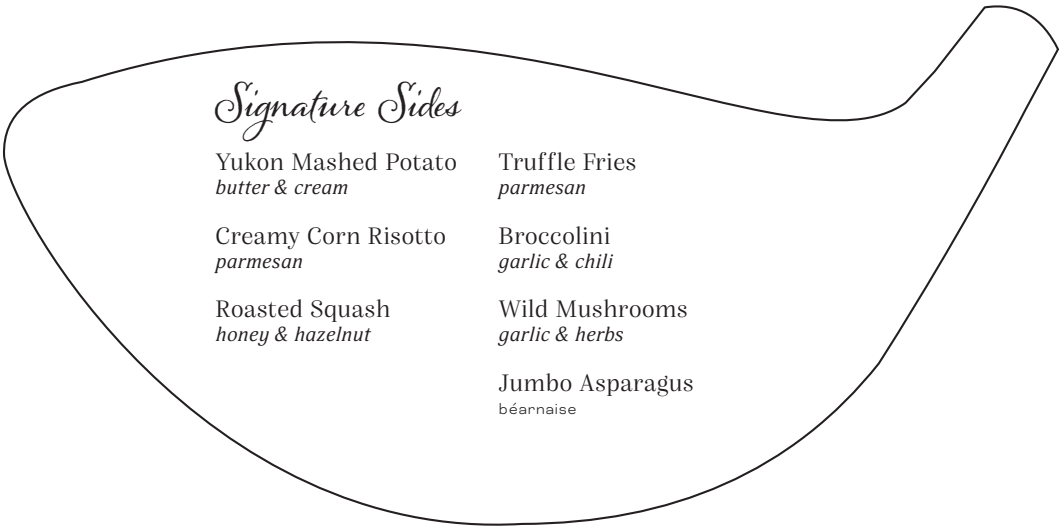 Signature Sides
Yukon Mashed Potato
butter & cream
Creamy Corn Risotto
parmesan
Roasted Squash
honey & hazelnut
Truffle Fries
parmesan
Broccolini
garlic & chili
Wild Mushrooms
garlic & herbs
Jumbo Asparagus
béarnaise